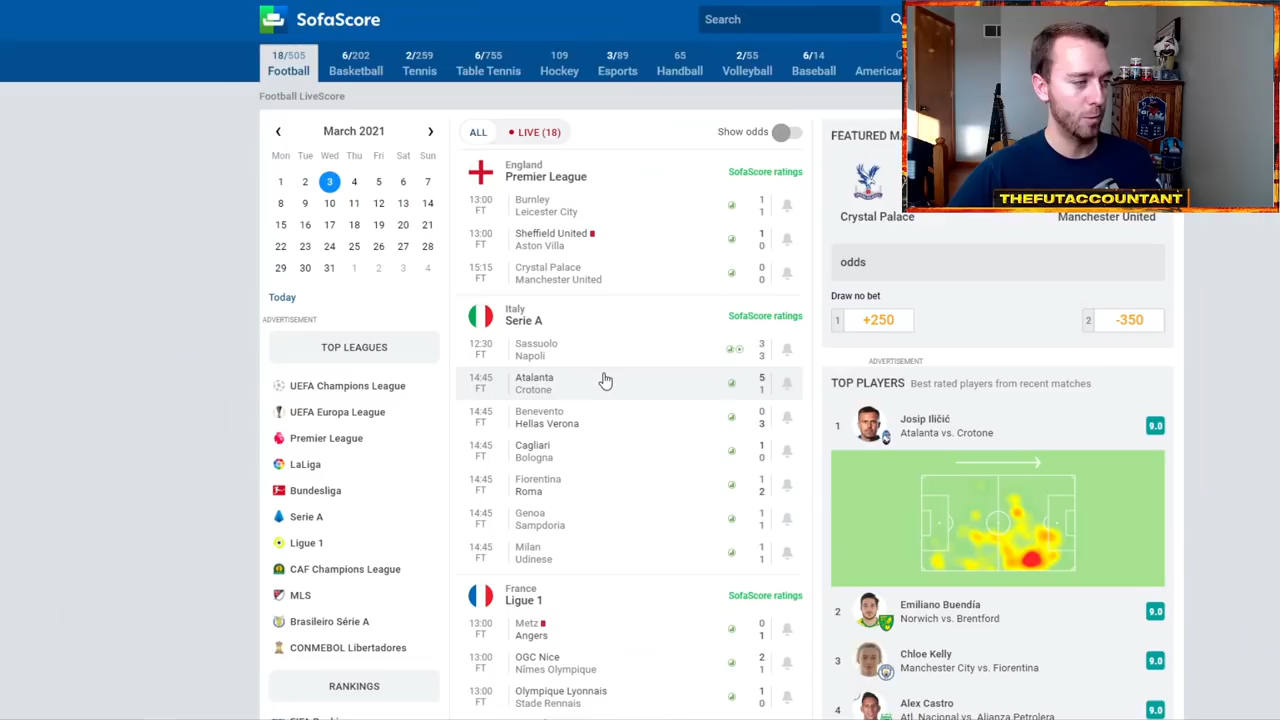 SofaScore
Search
18/505
Football
6/202
Basketball
2/259
Tennis
6/755
Table Tennis
109
Hockey
3/89
Esports
65
Handball
2/55
Volleyball
6/14
Baseball
American
THEFUTACCOUNTANT
Football LiveScore
March 2021
Mon Tue Wed Thu Fri Sat Sun
1 2 3 4 5 6 7
8 9 10 11 12 13 14
15 16 17 18 19 20 21
22 23 24 25 26 27 28
29 30 31 1 2 3 4
Today
ADVERTISEMENT
TOP LEAGUES
UEFA Champions League
UEFA Europa League
Premier League
LaLiga
Bundesliga
Serie A
Ligue 1
CAF Champions League
MLS
Brasileiro Série A
CONMEBOL Libertadores
RANKINGS
ALL LIVE (18) Show odds
England
Premier League SofaScore ratings
13:00 Burnley 1
FT Leicester City 1
13:00 Sheffield United 1
FT Aston Villa 0
15:15 Crystal Palace 0
FT Manchester United 0
Italy
Serie A SofaScore ratings
12:30 Sassuolo 3
FT Napoli 3
14:45 Atalanta 5
FT Crotone 1
14:45 Benevento 0
FT Hellas Verona 3
14:45 Cagliari 1
FT Bologna 0
14:45 Fiorentina 1
FT Roma 2
14:45 Genoa 1
FT Sampdoria 1
14:45 Milan 1
FT Udinese 1
France
Ligue 1 SofaScore ratings
13:00 Metz 0
FT Angers 1
13:00 OGC Nice 2
FT Nîmes Olympique 1
13:00 Olympique Lyonnais 1
FT Stade Rennais 0
FEATURED
Crystal Palace Manchester United
odds
Draw no bet
1 +250 2 -350
ADVERTISEMENT
TOP PLAYERS Best rated players from recent matches
1 Josip Iličić 9.0
Atalanta vs. Crotone
2 Emiliano Buendía 9.0
Norwich vs. Brentford
3 Chloe Kelly 9.0
Manchester City vs. Fiorentina
4 Alex Castro 9.0
Atl. Nacional vs. Alianza Petrolera